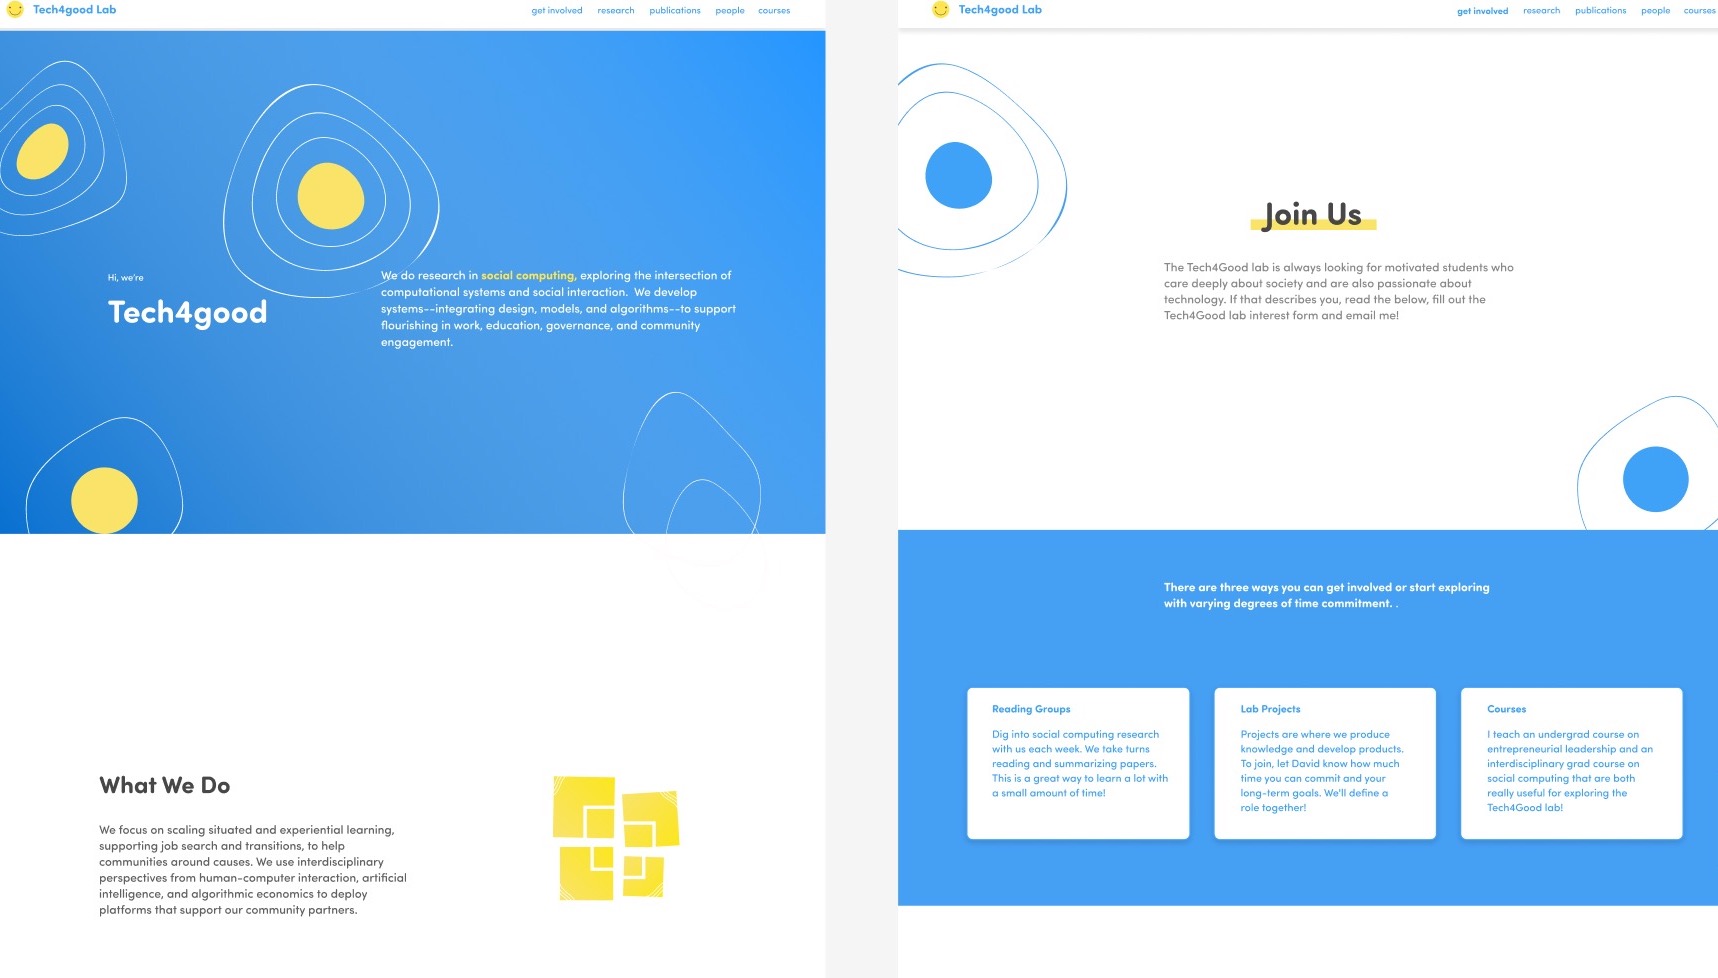 Tech4good Lab
get involved research publications people courses
Hi, we're
Tech4good
We do research in social computing, exploring the intersection of
computational systems and social interaction. We develop
systems--integrating design, models, and algorithms--to support
flourishing in work, education, governance, and community
engagement.
What We Do
We focus on scaling situated and experiential learning,
supporting job search and transitions, to help
communities around causes. We use interdisciplinary
perspectives from human-computer interaction, artificial
intelligence, and algorithmic economics to deploy
platforms that support our community partners.
Tech4good Lab
get involved research publications people courses
Join Us
The Tech4Good lab is always looking for motivated students who
care deeply about society and are also passionate about
technology. If that describes you, read the below, fill out the
Tech4Good lab interest form and email me!
There are three ways you can get involved or start exploring
with varying degrees of time commitment. .
Reading Groups
Dig into social computing research
with us each week. We take turns
reading and summarizing papers.
This is a great way to learn a lot with
a small amount of time!
Lab Projects
Projects are where we produce
knowledge and develop products.
To join, let David know how much
time you can commit and your
long-term goals. We'll define a
role together!
Courses
I teach an undergrad course on
entrepreneurial leadership and an
interdisciplinary grad course on
social computing that are both
really useful for exploring the
Tech4Good lab!